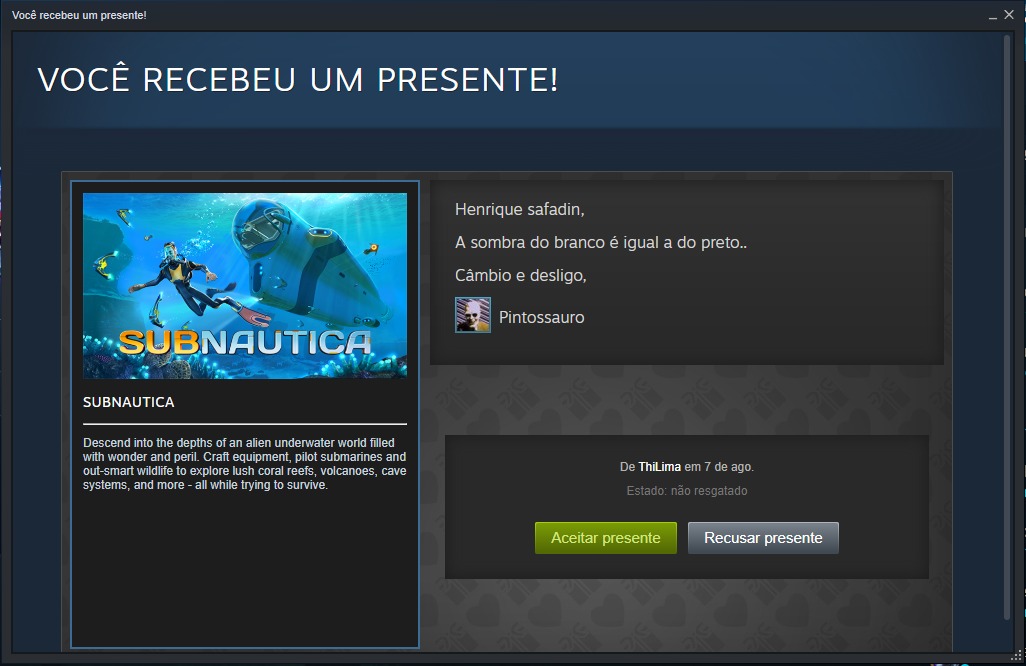 Você recebeu um presente!
VOCÊ RECEBEU UM PRESENTE!
SUBNAUTICA
SUBNAUTICA
Descend into the depths of an alien underwater world filled
with wonder and peril. Craft equipment, pilot submarines and
out-smart wildlife to explore lush coral reefs, volcanoes, cave
systems, and more - all while trying to survive.
Henrique safadin,
A sombra do branco é igual a do preto..
Câmbio e desligo,
Pintossauro
De ThiLima em 7 de ago.
Estado: não resgatado
Aceitar presente
Recusar presente